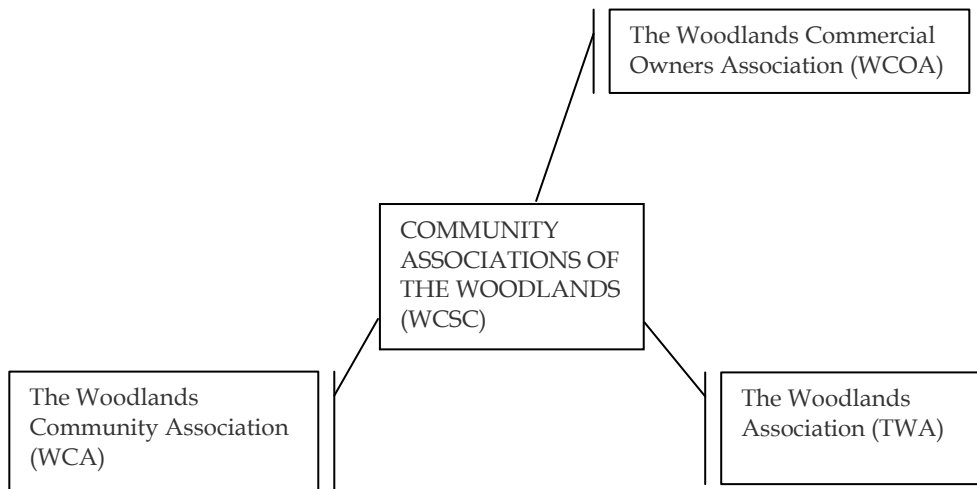 The Woodlands Commercial
Owners Association (WCOA)
COMMUNITY
ASSOCIATIONS OF
THE WOODLANDS
(WCSC)
The Woodlands
Community Association
(WCA)
The Woodlands
Association (TWA)